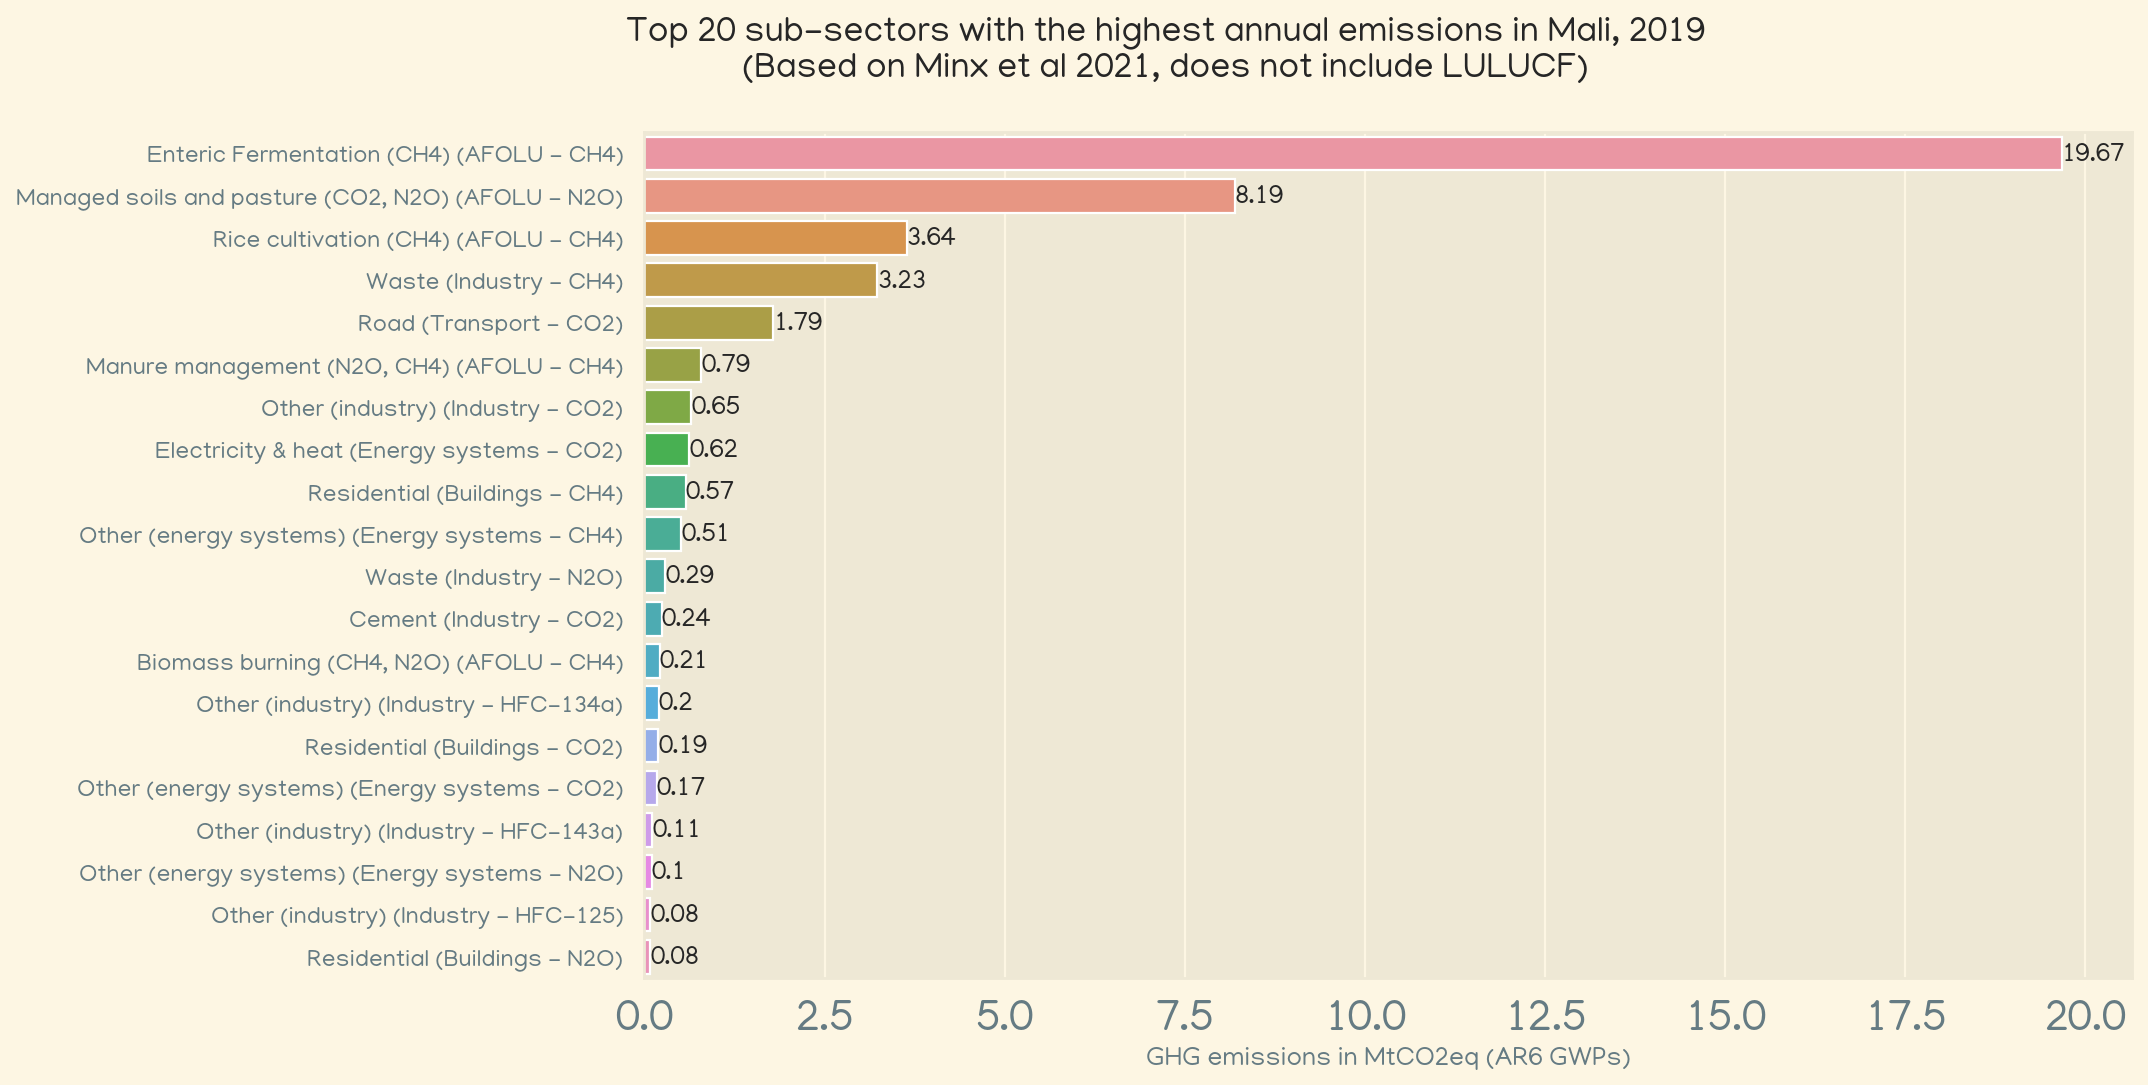 Top 20 sub-sectors with the highest annual emissions in Mali, 2019
(Based on Minx et al 2021, does not include LULUCF)
Enteric Fermentation (CH4) (AFOLU - CH4) 19.67
Managed soils and pasture (CO2, N2O) (AFOLU - N2O) 8.19
Rice cultivation (CH4) (AFOLU - CH4) 3.64
Waste (Industry - CH4) 3.23
Road (Transport - CO2) 1.79
Manure management (N2O, CH4) (AFOLU - CH4) 0.79
Other (industry) (Industry - CO2) 0.65
Electricity & heat (Energy systems - CO2) 0.62
Residential (Buildings - CH4) 0.57
Other (energy systems) (Energy systems - CH4) 0.51
Waste (Industry - N2O) 0.29
Cement (Industry - CO2) 0.24
Biomass burning (CH4, N2O) (AFOLU - CH4) 0.21
Other (industry) (Industry - HFC-134a) 0.2
Residential (Buildings - CO2) 0.19
Other (energy systems) (Energy systems - CO2) 0.17
Other (industry) (Industry - HFC-143a) 0.11
Other (energy systems) (Energy systems - N2O) 0.1
Other (industry) (Industry - HFC-125) 0.08
Residential (Buildings - N2O) 0.08
0.0 2.5 5.0 7.5 10.0 12.5 15.0 17.5 20.0
GHG emissions in MtCO2eq (AR6 GWPs)